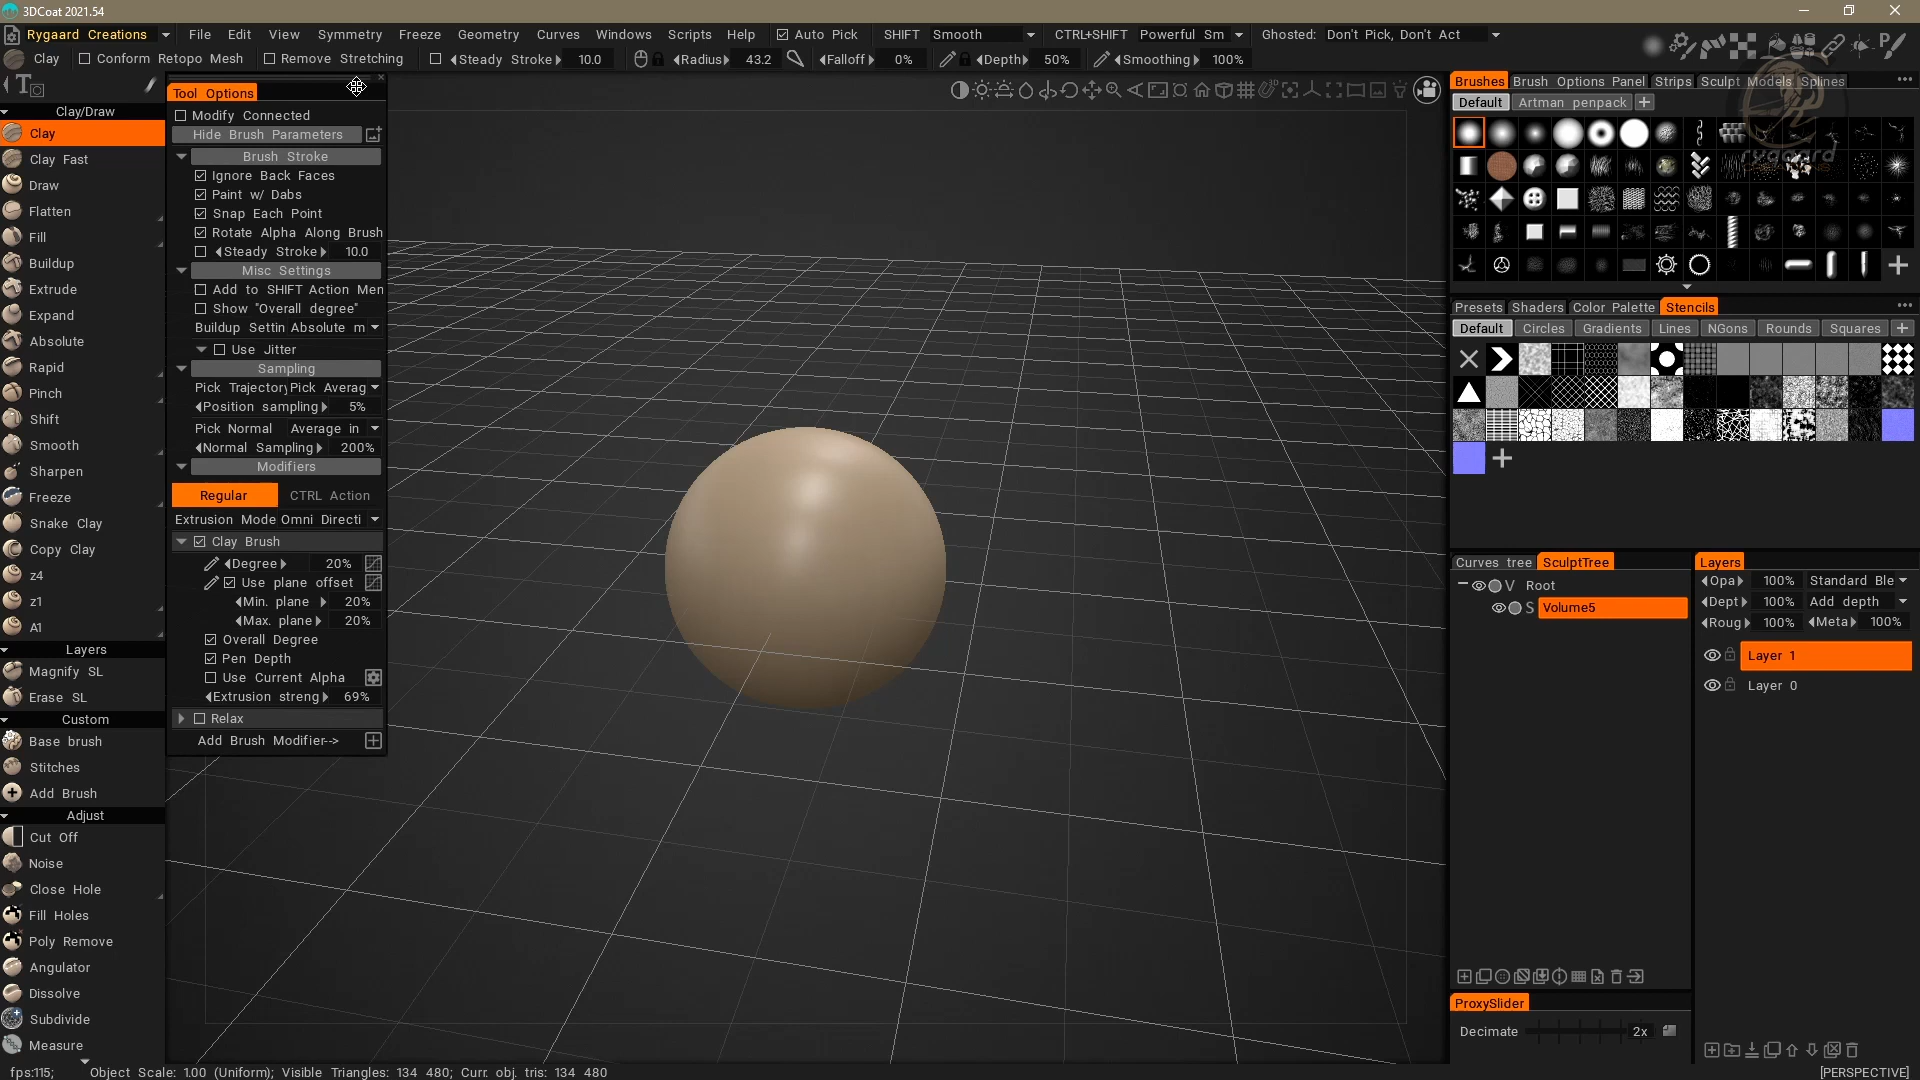 3DCoat 2021.54
Rygaard Creations File Edit View Symmetry Freeze Geometry Curves Windows Scripts Help Auto Pick SHIFT Smooth CTRL+SHIFT Powerful Sm Ghosted: Don't Pick, Don't Act
Clay Conform Retopo Mesh Remove Stretching Steady Stroke 10.0 Radius 43.2 Falloff 0% Depth 50% Smoothing 100%
Clay/Draw
Clay
Clay Fast
Draw
Flatten
Fill
Buildup
Extrude
Expand
Absolute
Rapid
Pinch
Shift
Smooth
Sharpen
Freeze
Snake Clay
Copy Clay
z4
z1
A1
Layers
Magnify SL
Erase SL
Custom
Base brush
Stitches
Add Brush
Adjust
Cut Off
Noise
Close Hole
Fill Holes
Poly Remove
Angulator
Dissolve
Subdivide
Measure
Tool Options
Modify Connected
Hide Brush Parameters
Brush Stroke
Ignore Back Faces
Paint w/ Dabs
Snap Each Point
Rotate Alpha Along Brush
Steady Stroke 10.0
Misc Settings
Add to SHIFT Action Men
Show "Overall degree"
Buildup Settin Absolute m
Use Jitter
Sampling
Pick Trajectory Pick Averag
Position sampling 5%
Pick Normal Average in
Normal Sampling 200%
Modifiers
Regular CTRL Action
Extrusion Mode Omni Directi
Clay Brush
Degree 20%
Use plane offset
Min. plane 20%
Max. plane 20%
Overall Degree
Pen Depth
Use Current Alpha
Extrusion streng 69%
Relax
Add Brush Modifier-->
Brushes Brush Options Panel Strips Sculpt Models Splines
Default Artman penpack
rygaard
Presets Shaders Color Palette Stencils
Default Circles Gradients Lines NGons Rounds Squares
Curves tree SculptTree
V Root
S Volume5
ProxySlider
Decimate 2x
Layers
Opa 100% Standard Ble
Dept 100% Add depth
Roug 100% Meta 100%
Layer 1
Layer 0
fps:115; Object Scale: 1.00 (Uniform); Visible Triangles: 134 480; Curr. obj. tris: 134 480 [PERSPECTIVE]